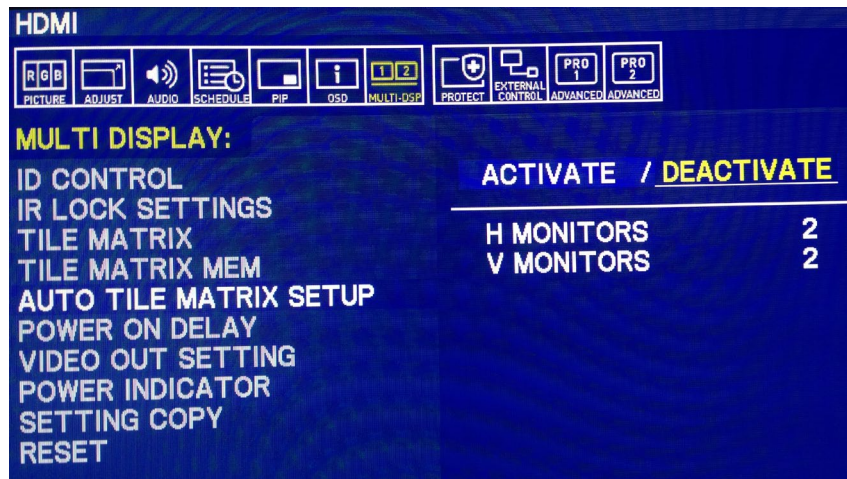 HDMI
RGB 1 2 PRO 1 PRO 2
PICTURE ADJUST AUDIO SCHEDULE PIP OSD MULTI-DSP PROTECT EXTERNAL CONTROL ADVANCED ADVANCED
MULTI DISPLAY:
ID CONTROL
IR LOCK SETTINGS
TILE MATRIX
TILE MATRIX MEM
AUTO TILE MATRIX SETUP
POWER ON DELAY
VIDEO OUT SETTING
POWER INDICATOR
SETTING COPY
RESET
ACTIVATE / DEACTIVATE
H MONITORS 2
V MONITORS 2